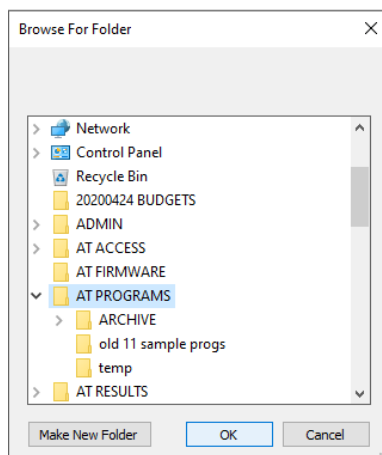 Browse For Folder
Network
Control Panel
Recycle Bin
20200424 BUDGETS
ADMIN
AT ACCESS
AT FIRMWARE
AT PROGRAMS
ARCHIVE
old 11 sample progs
temp
AT RESULTS
Make New Folder OK Cancel